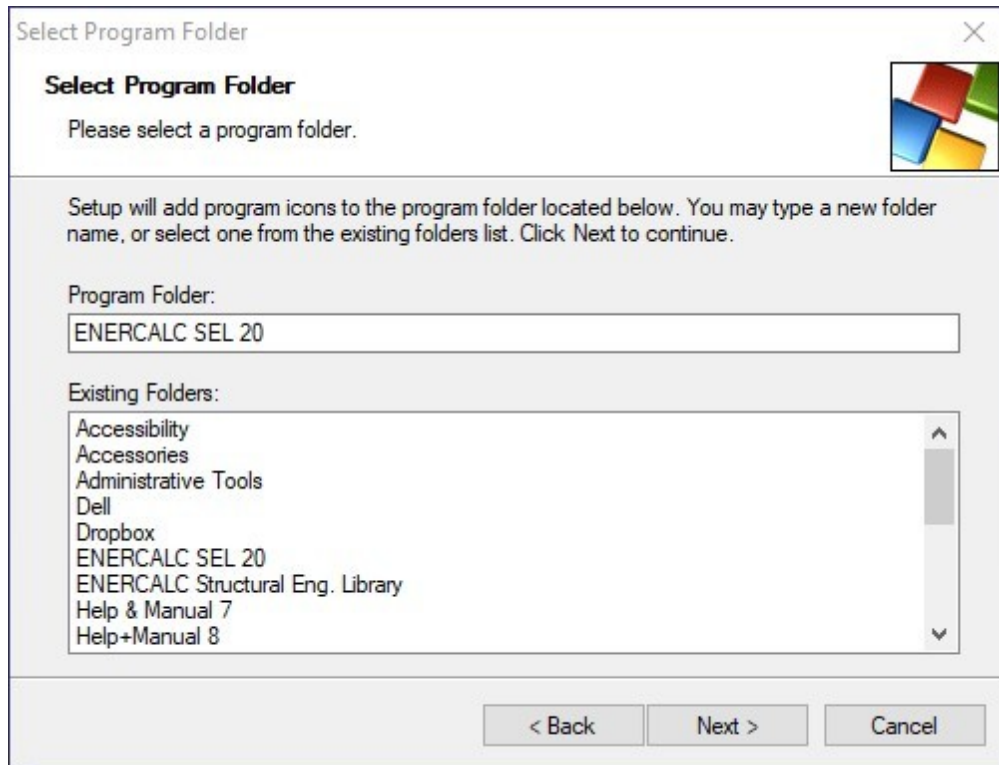 Select Program Folder
Select Program Folder
Please select a program folder.
Setup will add program icons to the program folder located below. You may type a new folder
name, or select one from the existing folders list. Click Next to continue.
Program Folder:
ENERCALC SEL 20
Existing Folders:
Accessibility
Accessories
Administrative Tools
Dell
Dropbox
ENERCALC SEL 20
ENERCALC Structural Eng. Library
Help & Manual 7
Help+Manual 8
< Back Next > Cancel